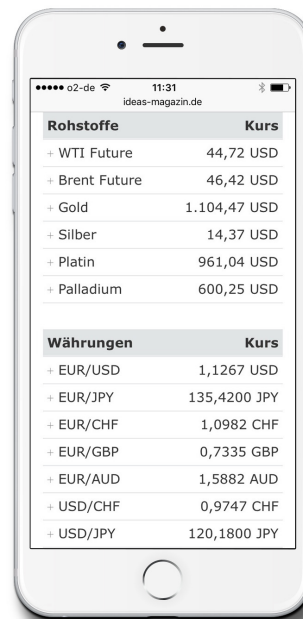 ●●●●● o2-de 11:31
ideas-magazin.de
Rohstoffe Kurs
+ WTI Future 44,72 USD
+ Brent Future 46,42 USD
+ Gold 1.104,47 USD
+ Silber 14,37 USD
+ Platin 961,04 USD
+ Palladium 600,25 USD
Währungen Kurs
+ EUR/USD 1,1267 USD
+ EUR/JPY 135,4200 JPY
+ EUR/CHF 1,0982 CHF
+ EUR/GBP 0,7335 GBP
+ EUR/AUD 1,5882 AUD
+ USD/CHF 0,9747 CHF
+ USD/JPY 120,1800 JPY